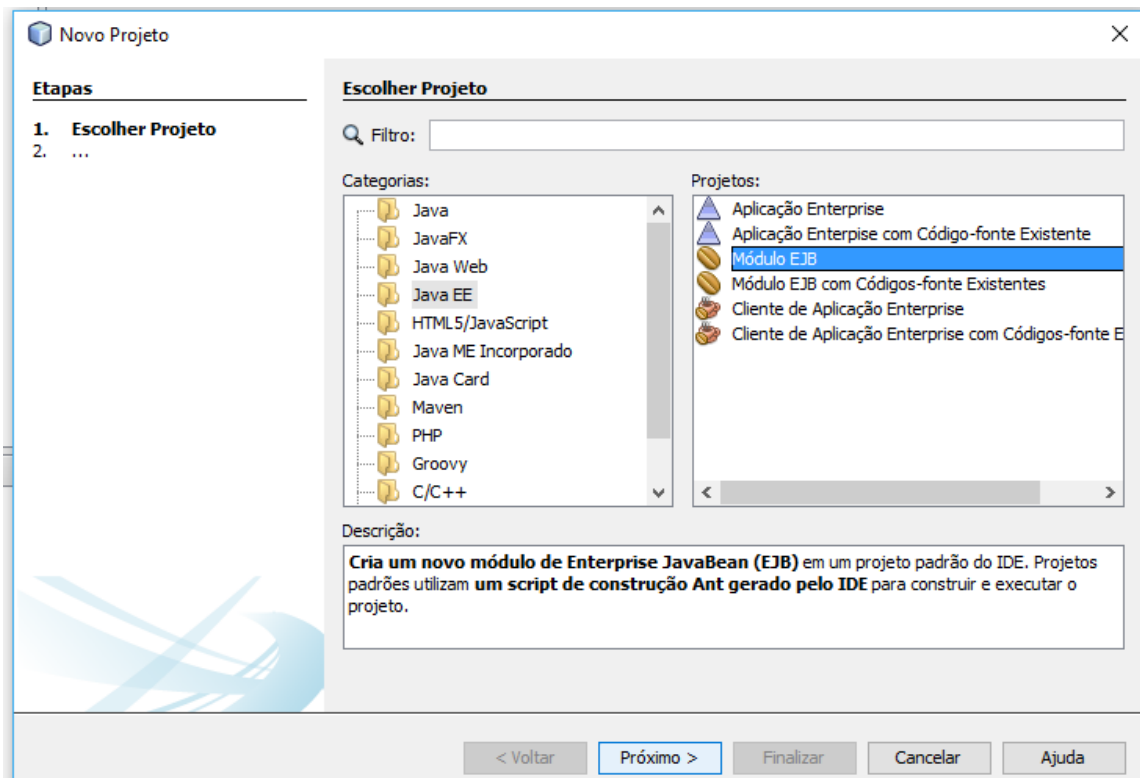 Novo Projeto
Etapas
1. Escolher Projeto
2. ...
Escolher Projeto
Filtro:
Categorias:
Java
JavaFX
Java Web
Java EE
HTML5/JavaScript
Java ME Incorporado
Java Card
Maven
PHP
Groovy
C/C++
Projetos:
Aplicação Enterprise
Aplicação Enterpise com Código-fonte Existente
Módulo EJB
Módulo EJB com Códigos-fonte Existentes
Cliente de Aplicação Enterprise
Cliente de Aplicação Enterprise com Códigos-fonte E
Descrição:
Cria um novo módulo de Enterprise JavaBean (EJB) em um projeto padrão do IDE. Projetos
padrões utilizam um script de construção Ant gerado pelo IDE para construir e executar o
projeto.
< Voltar
Próximo >
Finalizar
Cancelar
Ajuda